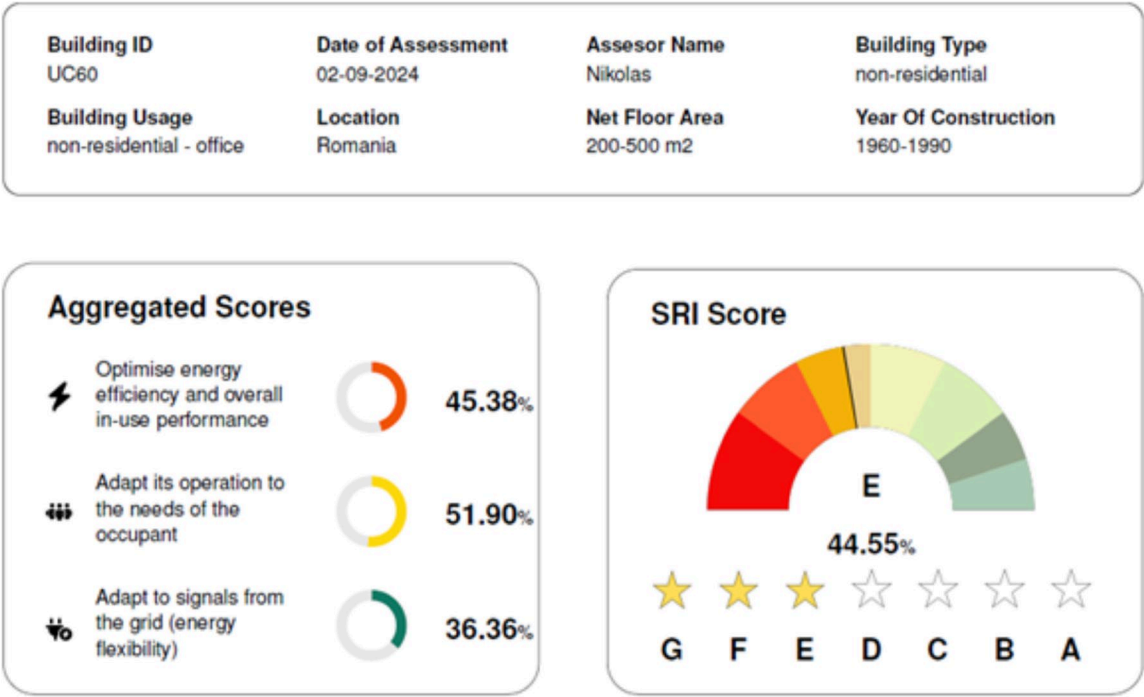 Building ID
UC60
Date of Assessment
02-09-2024
Assesor Name
Nikolas
Building Type
non-residential
Building Usage
non-residential - office
Location
Romania
Net Floor Area
200-500 m2
Year Of Construction
1960-1990
Aggregated Scores
Optimise energy
efficiency and overall
in-use performance
45.38%
Adapt its operation to
the needs of the
occupant
51.90%
Adapt to signals from
the grid (energy
flexibility)
36.36%
SRI Score
E
44.55%
G F E D C B A